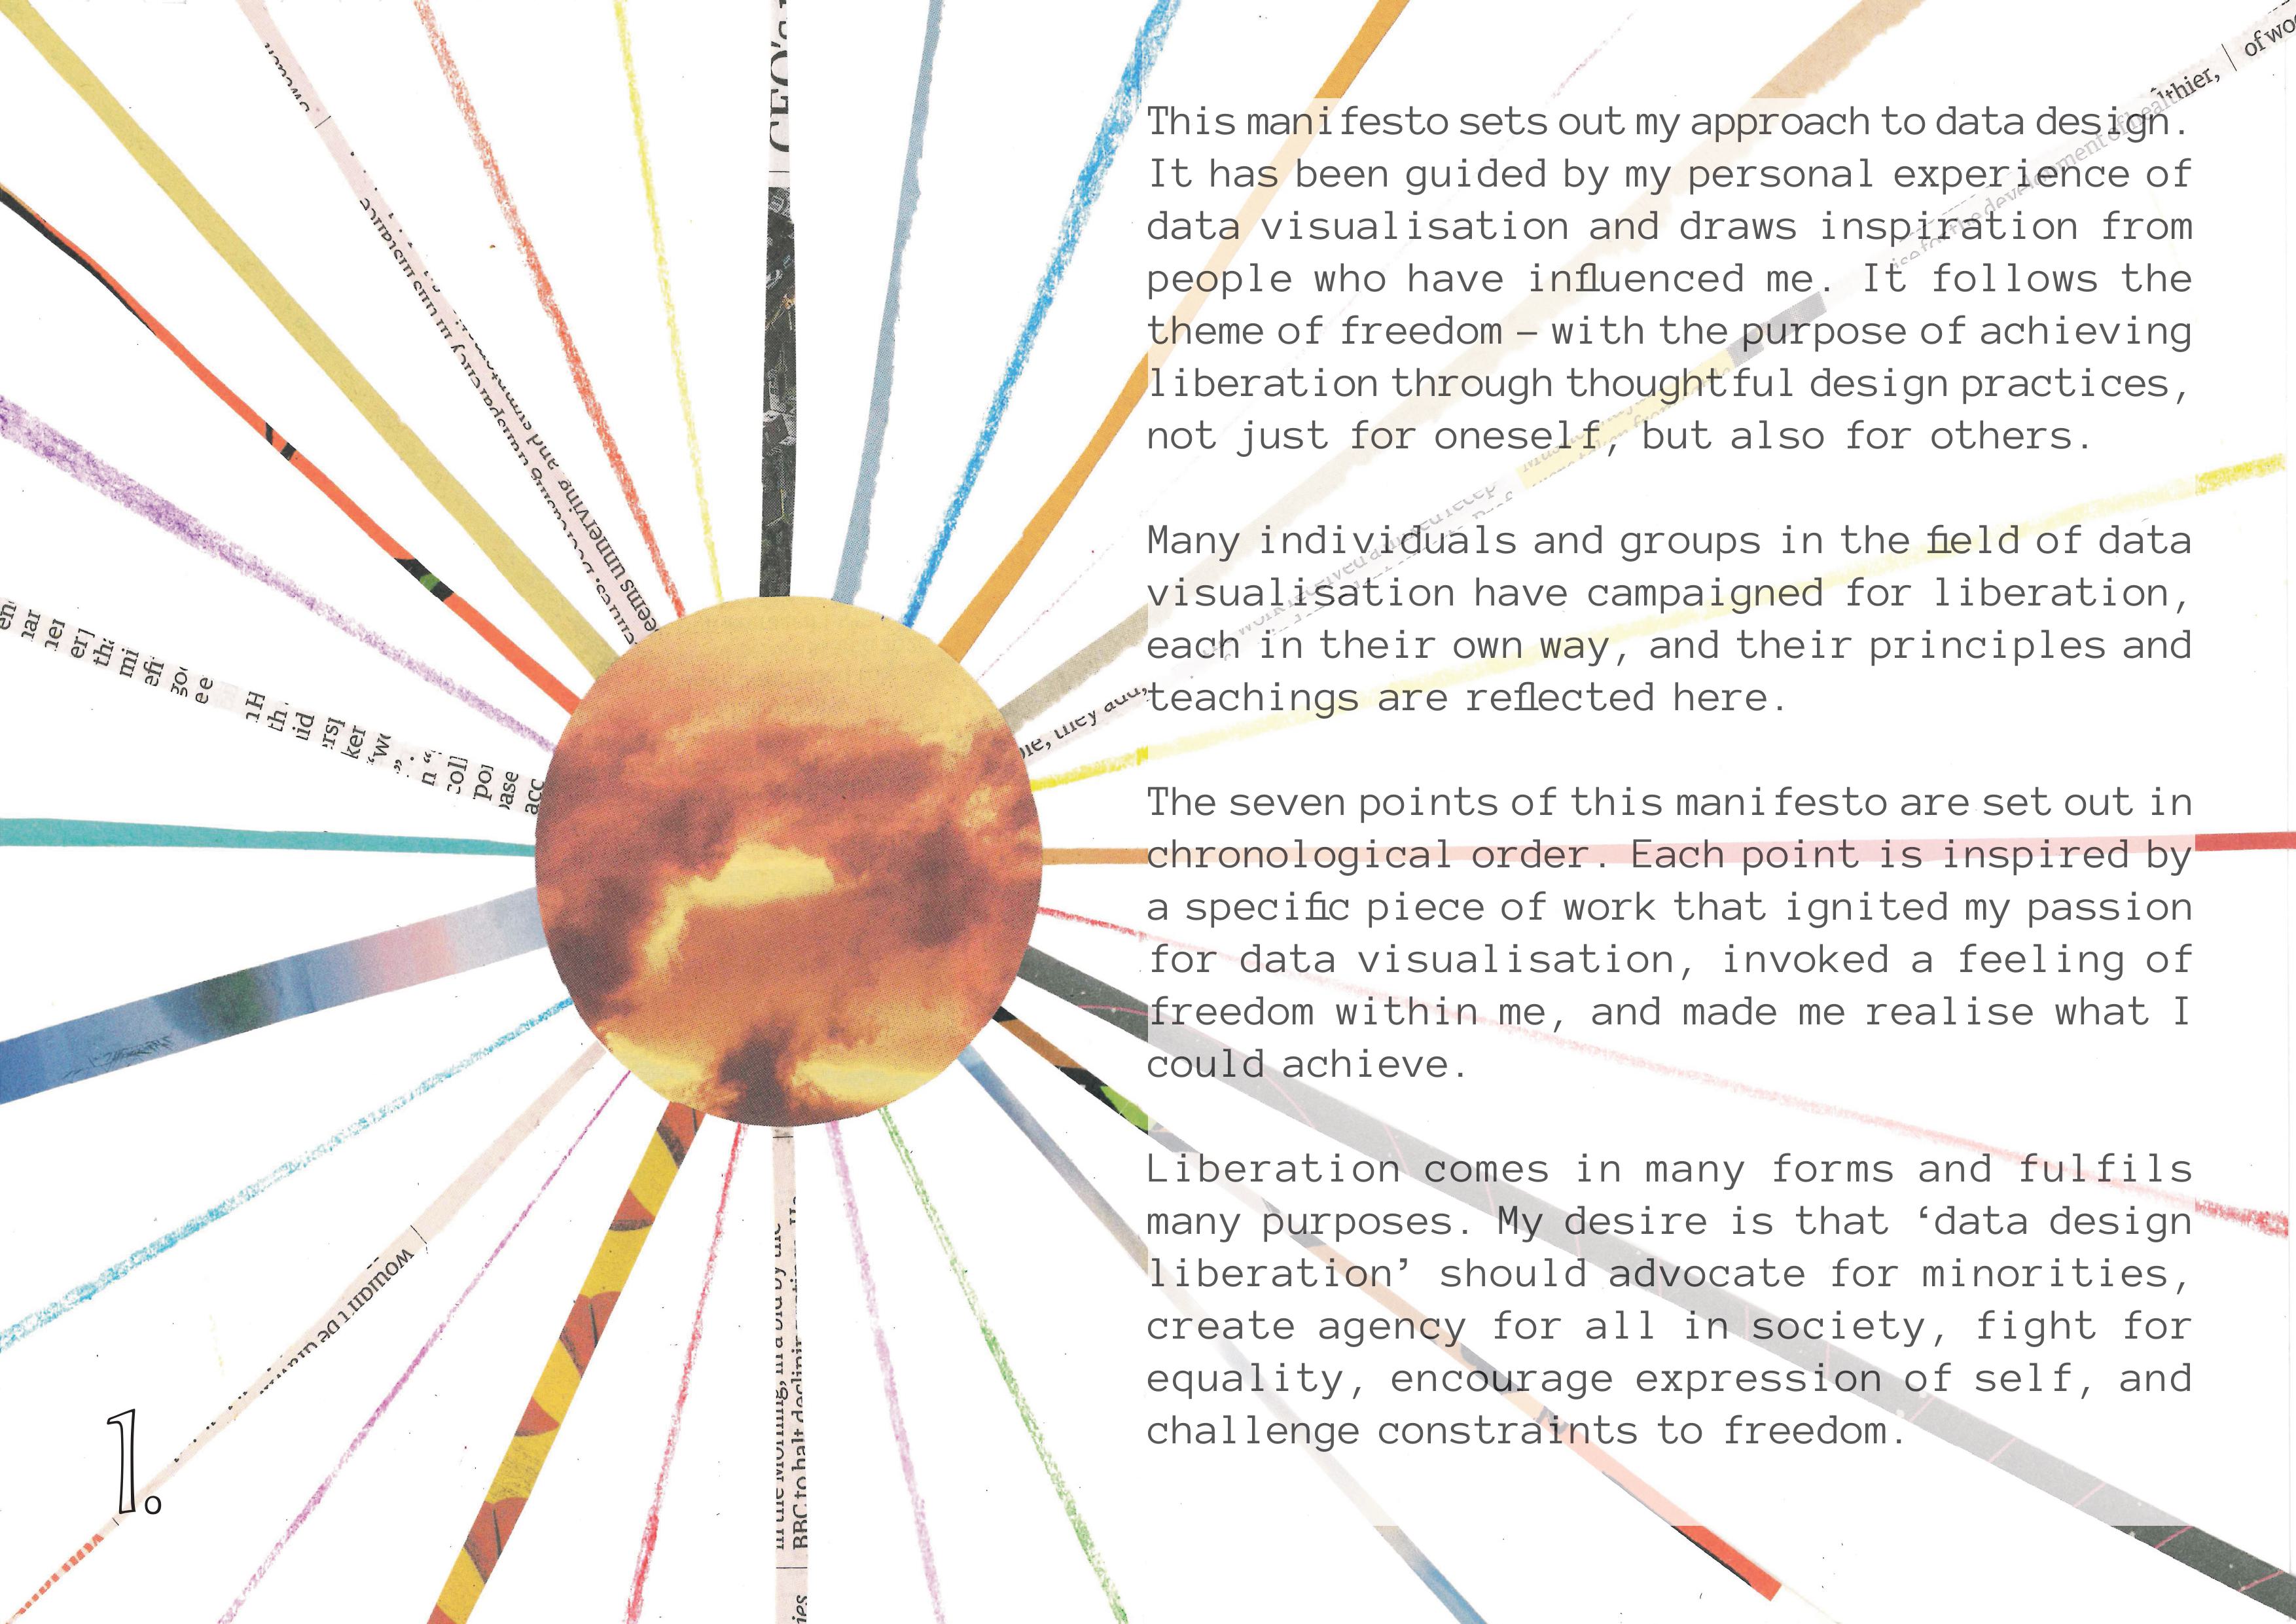 This manifesto sets out my approach to data design.
It has been guided by my personal experience of
data visualisation and draws inspiration from
people who have influenced me. It follows the
theme of freedom – with the purpose of achieving
liberation through thoughtful design practices,
not just for oneself, but also for others.
Many individuals and groups in the field of data
visualisation have campaigned for liberation,
each in their own way, and their principles and
teachings are reflected here.
The seven points of this manifesto are set out in
chronological order. Each point is inspired by
a specific piece of work that ignited my passion
for data visualisation, invoked a feeling of
freedom within me, and made me realise what I
could achieve.
Liberation comes in many forms and fulfils
many purposes. My desire is that ‘data design
liberation’ should advocate for minorities,
create agency for all in society, fight for
equality, encourage expression of self, and
challenge constraints to freedom.
1.
CEO's
BBC to halt